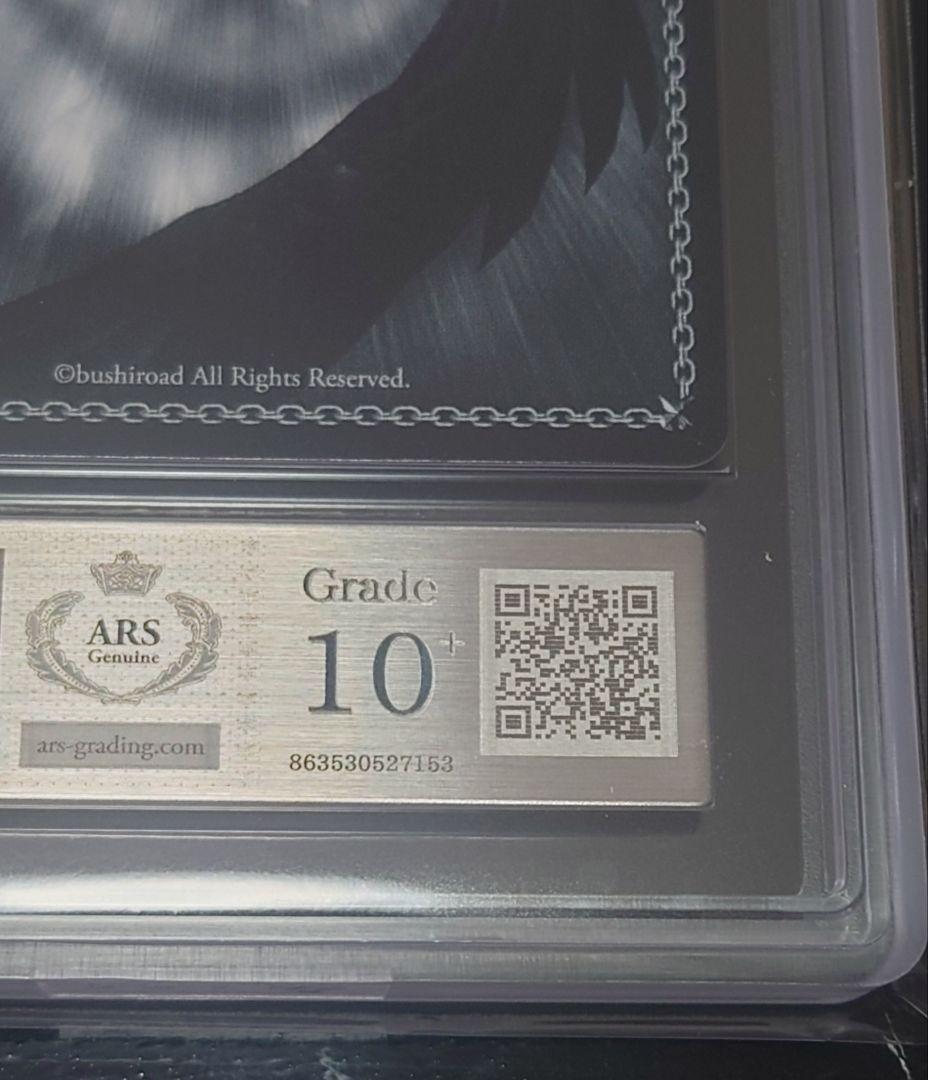 ©bushiroad All Rights Reserved.
ARS
Genuine
ars-grading.com
Grade
10+
863530527153